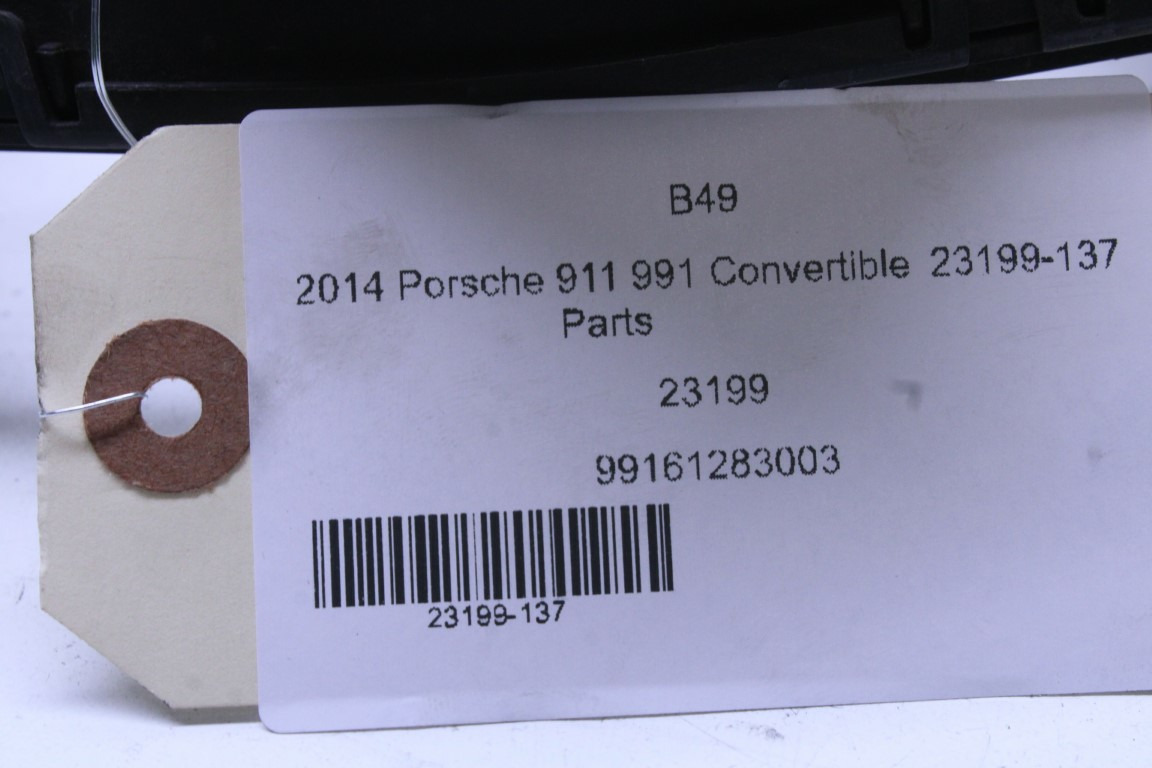 B49
2014 Porsche 911 991 Convertible 23199-137
Parts
23199
99161283003
23199-137